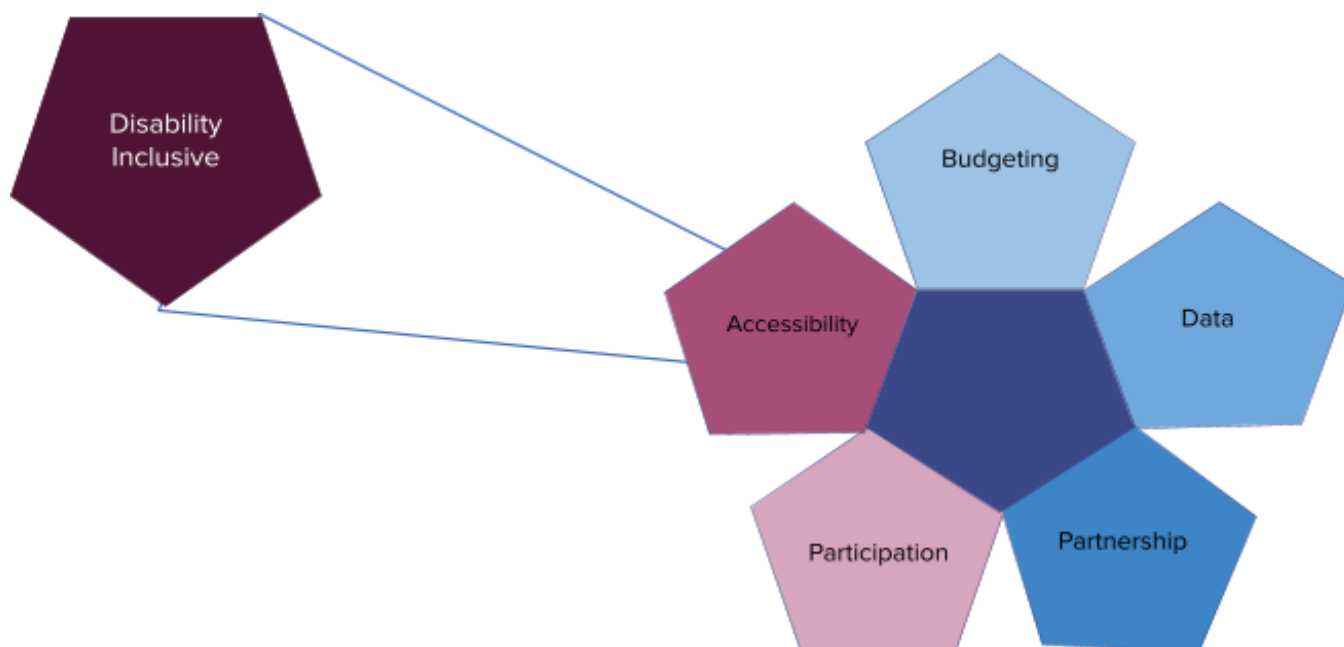 Disability
Inclusive
Budgeting
Accessibility
Data
Participation
Partnership